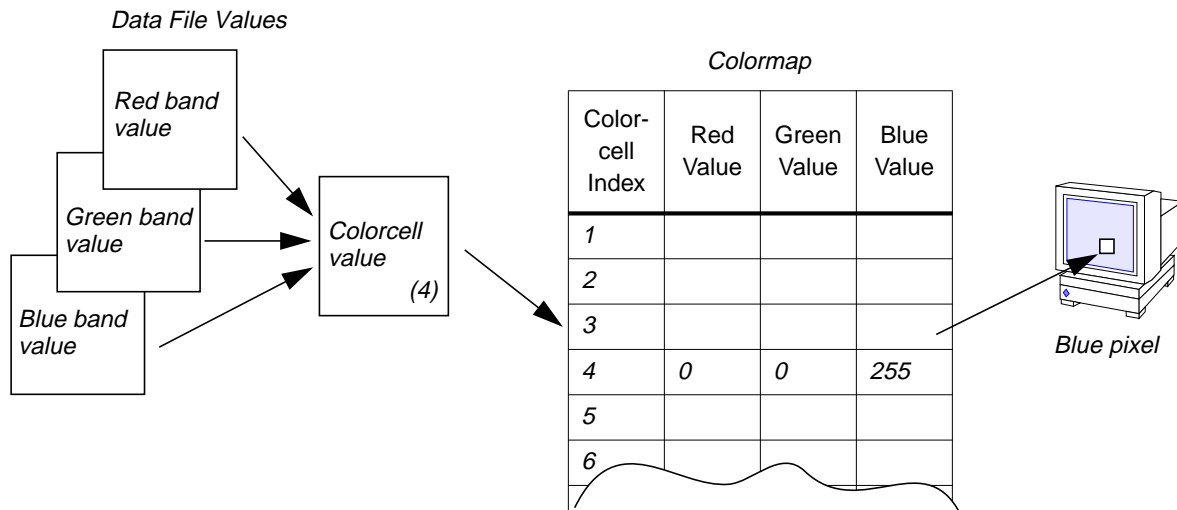 Data File Values
Red band
value
Green band
value
Blue band
value
Colorcell
value
(4)
Colormap
Color-
cell
Index
Red
Value
Green
Value
Blue
Value
1
2
3
4 0 0 255
5
6
Blue pixel